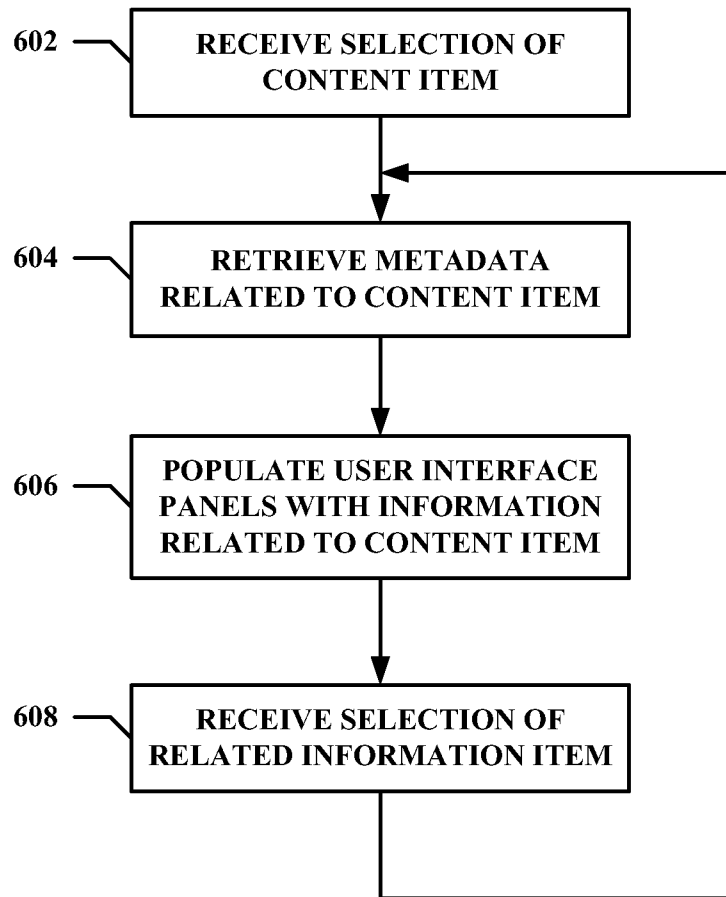 602
RECEIVE SELECTION OF
CONTENT ITEM
604
RETRIEVE METADATA
RELATED TO CONTENT ITEM
606
POPULATE USER INTERFACE
PANELS WITH INFORMATION
RELATED TO CONTENT ITEM
608
RECEIVE SELECTION OF
RELATED INFORMATION ITEM